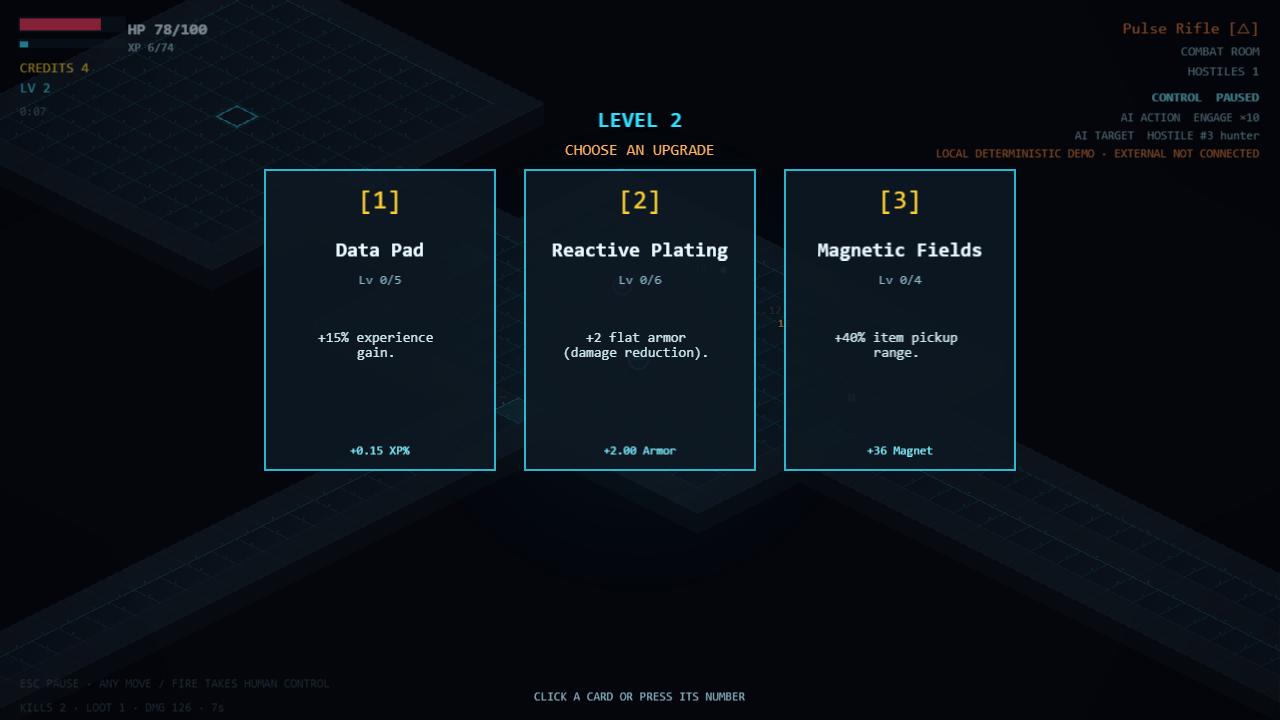 HP 78/100
XP 6/74
CREDITS 4
LV 2
0:07
Pulse Rifle [△]
COMBAT ROOM
HOSTILES 1
CONTROL PAUSED
AI ACTION ENGAGE ×10
AI TARGET HOSTILE #3 hunter
LOCAL DETERMINISTIC DEMO · EXTERNAL NOT CONNECTED
LEVEL 2
CHOOSE AN UPGRADE
[1]
Data Pad
Lv 0/5
+15% experience
gain.
+0.15 XP%
[2]
Reactive Plating
Lv 0/6
+2 flat armor
(damage reduction).
+2.00 Armor
[3]
Magnetic Fields
Lv 0/4
+40% item pickup
range.
+36 Magnet
ESC PAUSE · ANY MOVE / FIRE TAKES HUMAN CONTROL
KILLS 2 · LOOT 1 · DMG 126 · 7s
CLICK A CARD OR PRESS ITS NUMBER